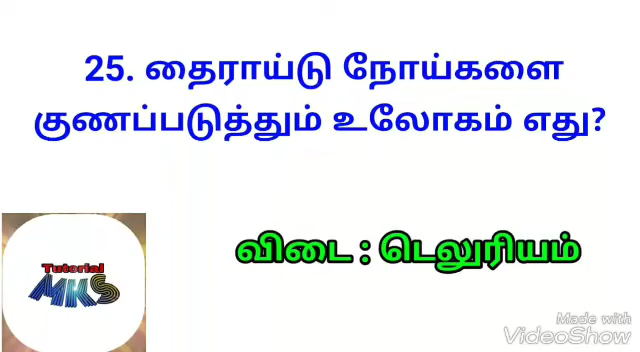 25. தைராய்டு நோய்களை
குணப்படுத்தும் உலோகம் எது?
விடை : டெலுரியம்
Tutorial
MKS
Made with
VideoShow